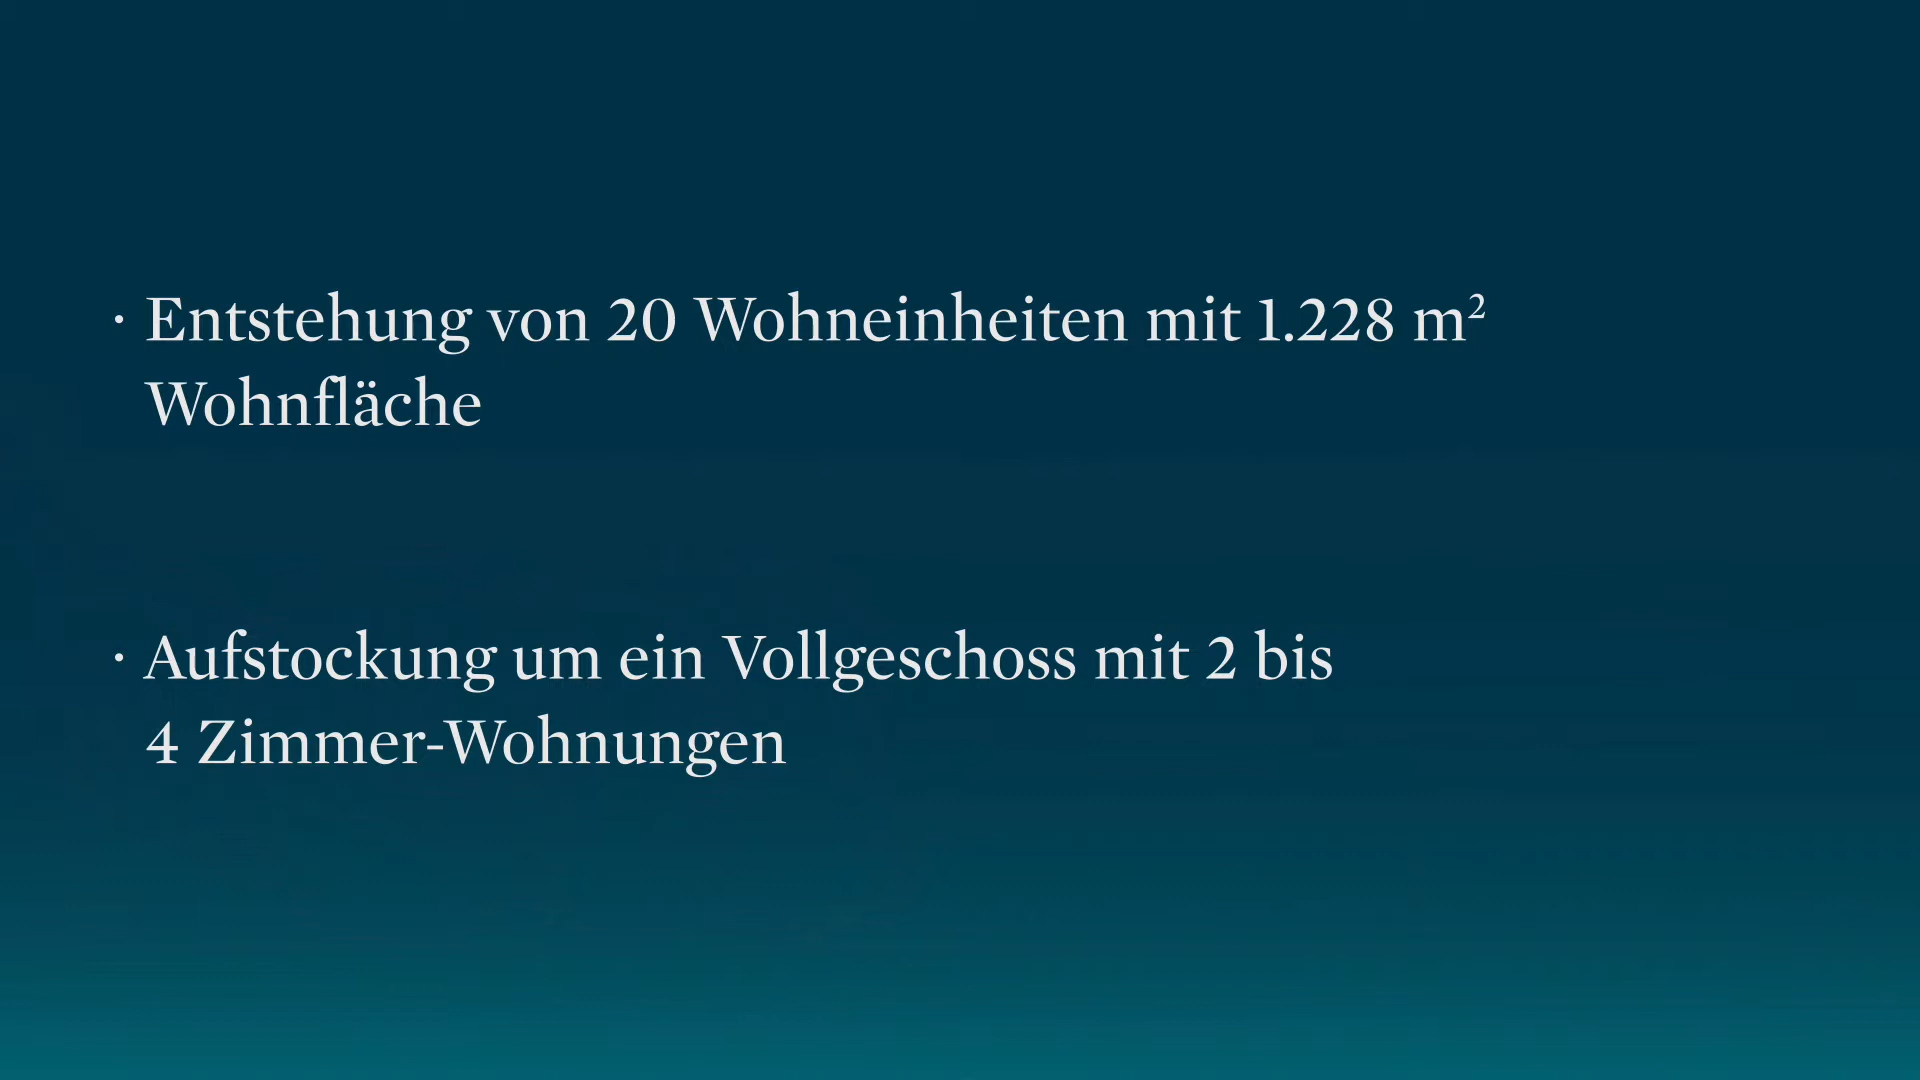 · Entstehung von 20 Wohneinheiten mit 1.228 m²
Wohnfläche
· Aufstockung um ein Vollgeschoss mit 2 bis
4 Zimmer-Wohnungen